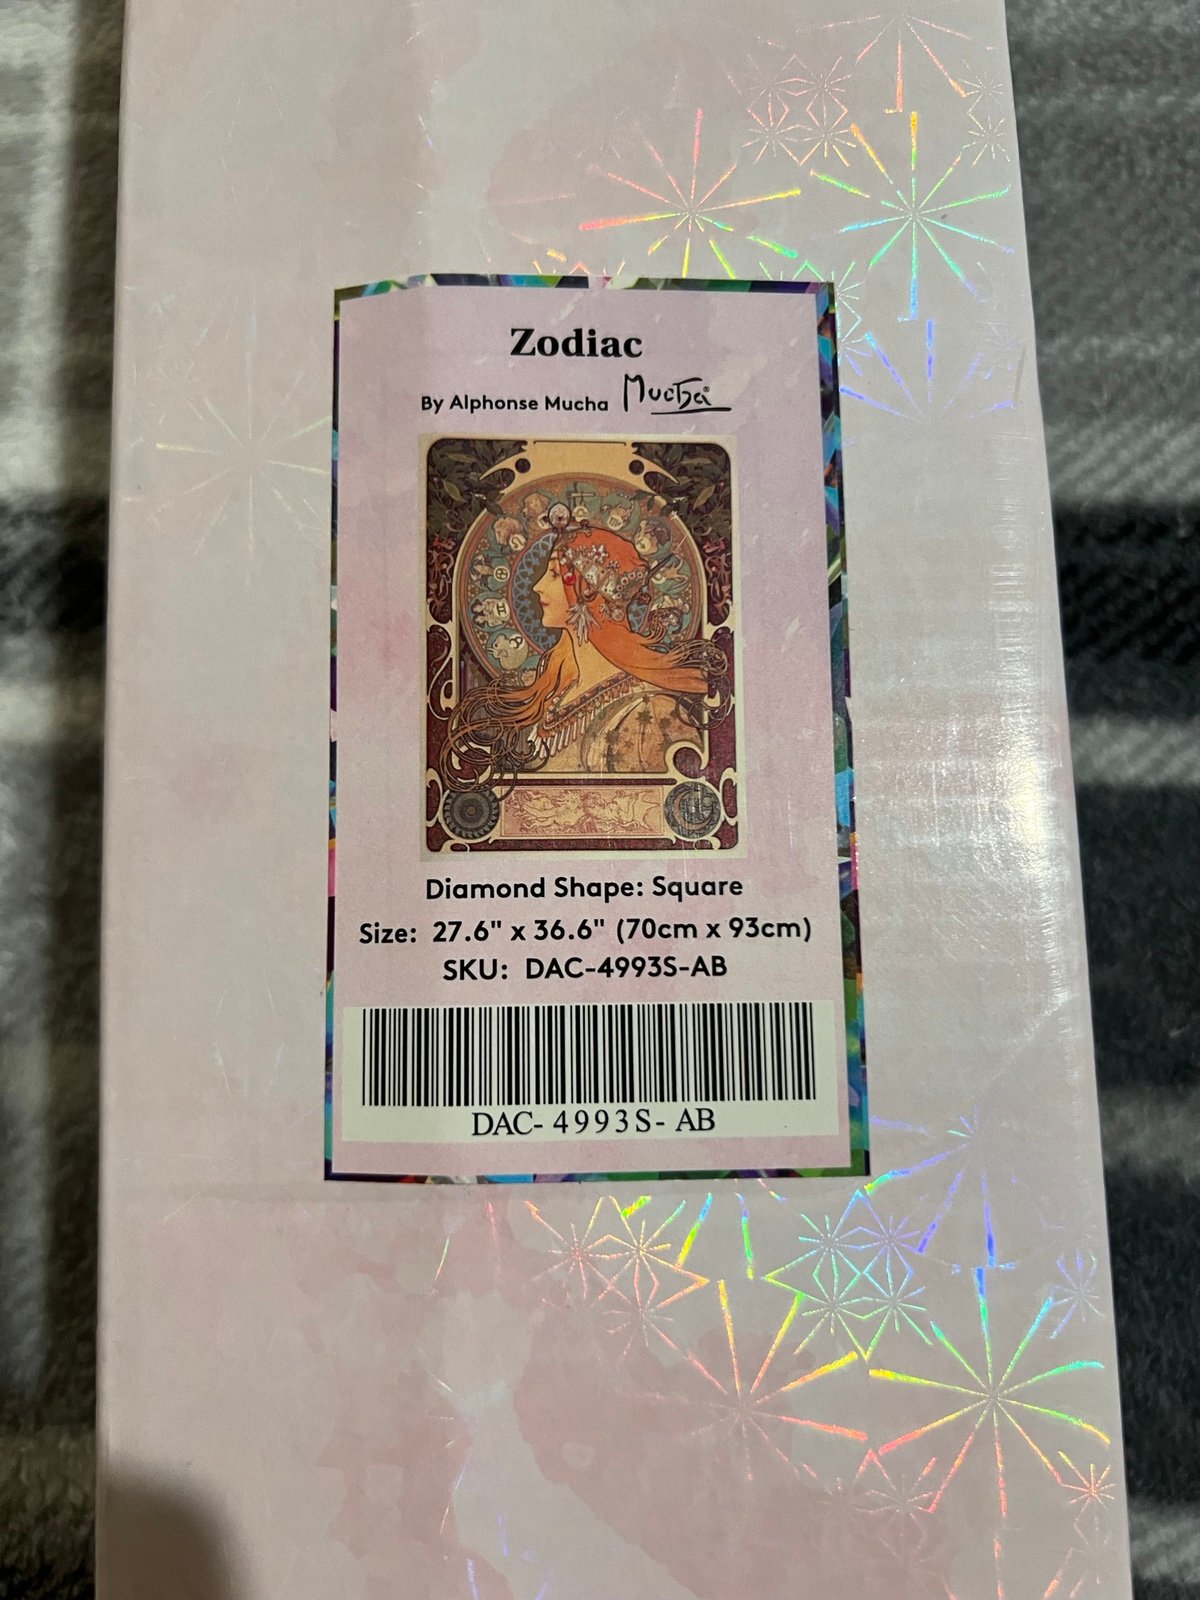 Zodiac
By Alphonse Mucha Mucha®
Diamond Shape: Square
Size: 27.6" x 36.6" (70cm x 93cm)
SKU: DAC-4993S-AB
DAC- 4993S- AB